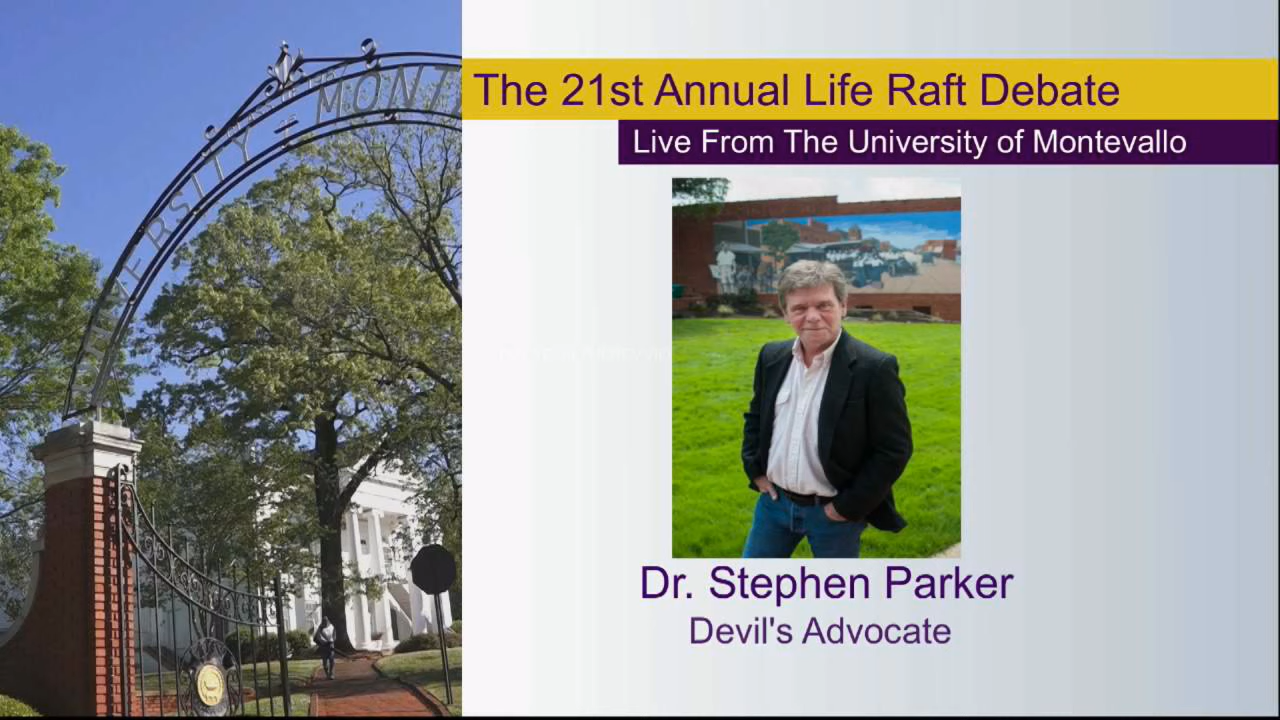 The 21st Annual Life Raft Debate
Live From The University of Montevallo
Dr. Stephen Parker
Devil's Advocate